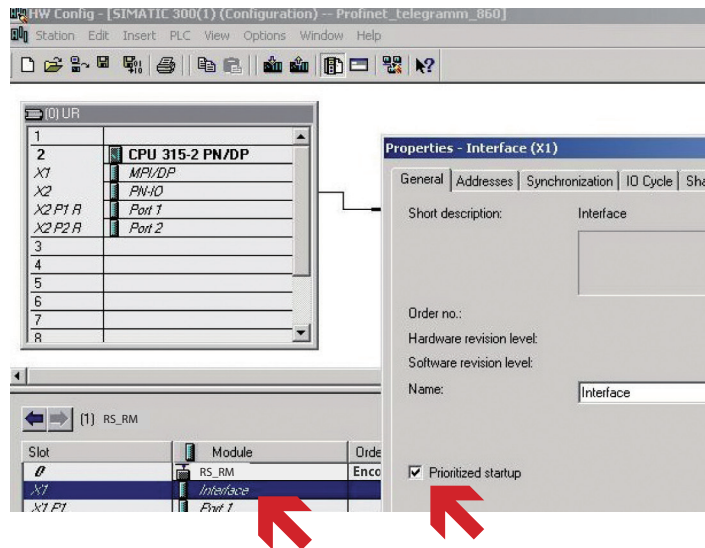 HW Config - [SIMATIC 300(1) (Configuration) -- Profinet_telegramm_860]
Station Edit Insert PLC View Options Window Help
(0) UR
1
2 CPU 315-2 PN/DP
X1 MPI/DP
X2 PN-IO
X2 P1 R Port 1
X2 P2 R Port 2
3
4
5
6
7
8
Properties - Interface (X1)
General Addresses Synchronization IO Cycle Sha
Short description: Interface
Order no.:
Hardware revision level:
Software revision level:
Name: Interface
Prioritized startup
(1) RS_RM
Slot Module Orde
0 RS_RM Enco
X1 Interface
X1 P1 Port 1